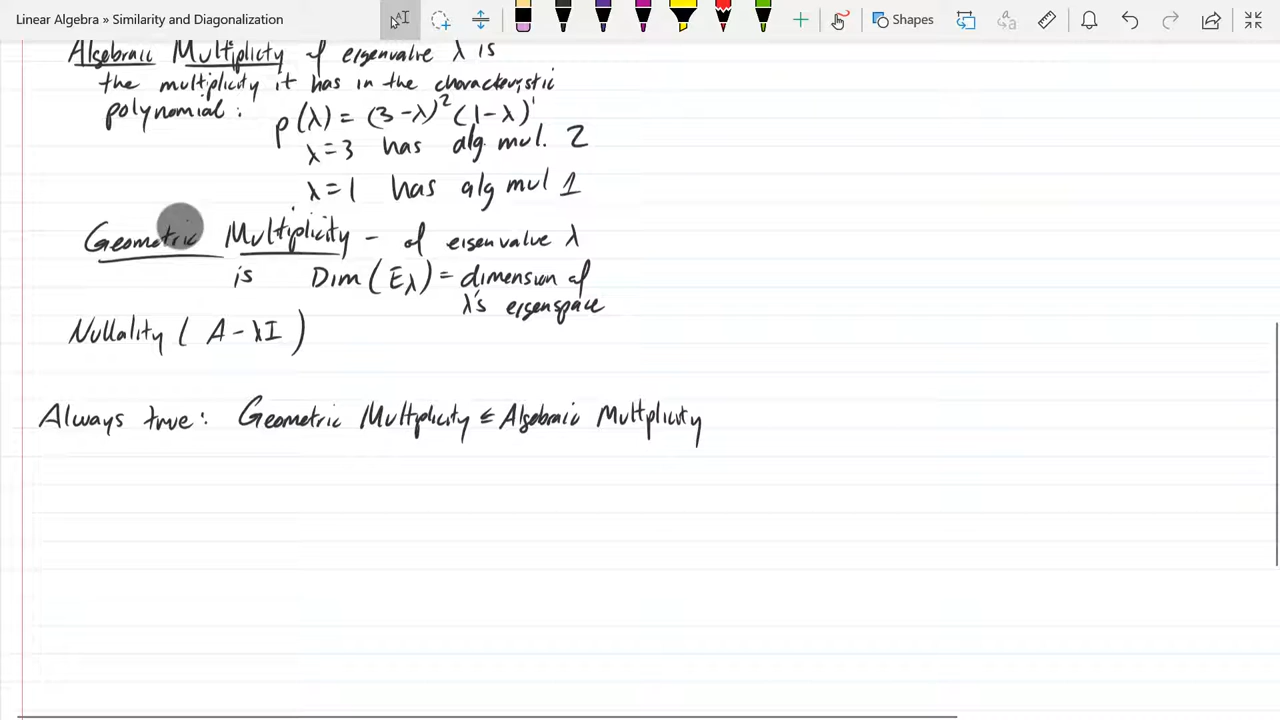 Linear Algebra » Similarity and Diagonalization
Shapes
Algebraic Multiplicty of eigenvalue λ is
the multiplicity it has in the characteristic
polynomial :
p(λ) = (3-λ)² (1-λ)¹
λ=3 has alg. mul. 2
λ=1 has alg mul 1
Geometric Multiplicity - of eigenvalue λ
is Dim(Eλ) = dimension of
λ's eigenspace
Nullality ( A-λI )
Always true: Geometric Multplicity ≤ Algebraic Multplicity